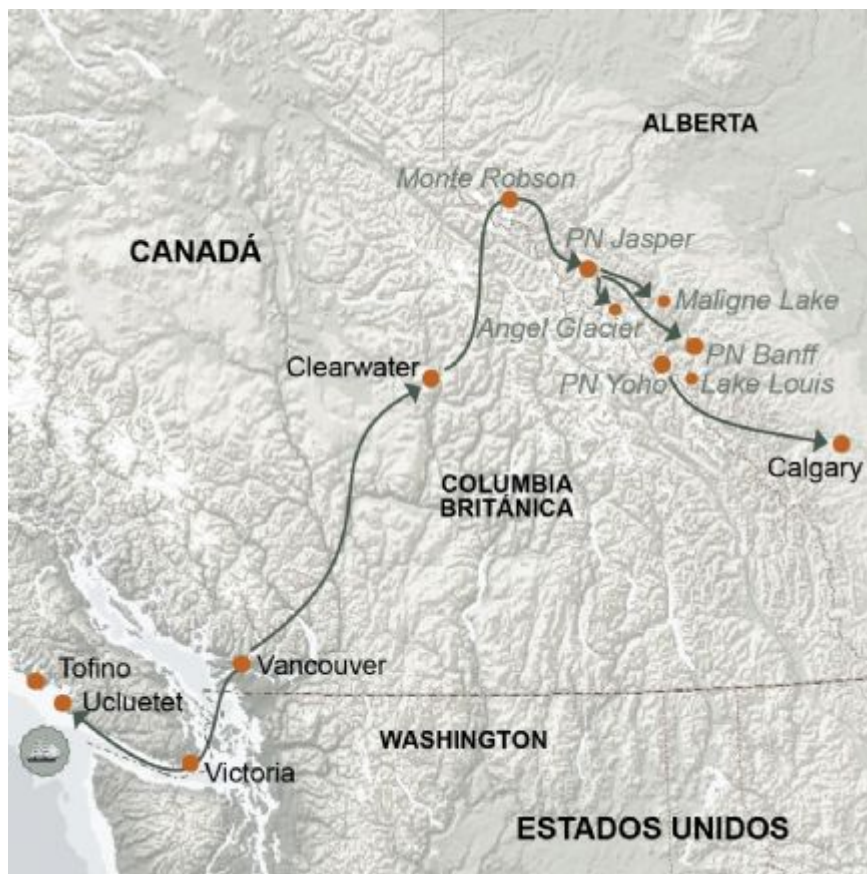 ALBERTA
Monte Robson
CANADÁ
PN Jasper
Maligne Lake
Angel Glacier
PN Banff
Clearwater
PN Yoho
Lake Louis
Calgary
COLUMBIA
BRITÁNICA
Vancouver
Tofino
Ucluetet
WASHINGTON
Victoria
ESTADOS UNIDOS